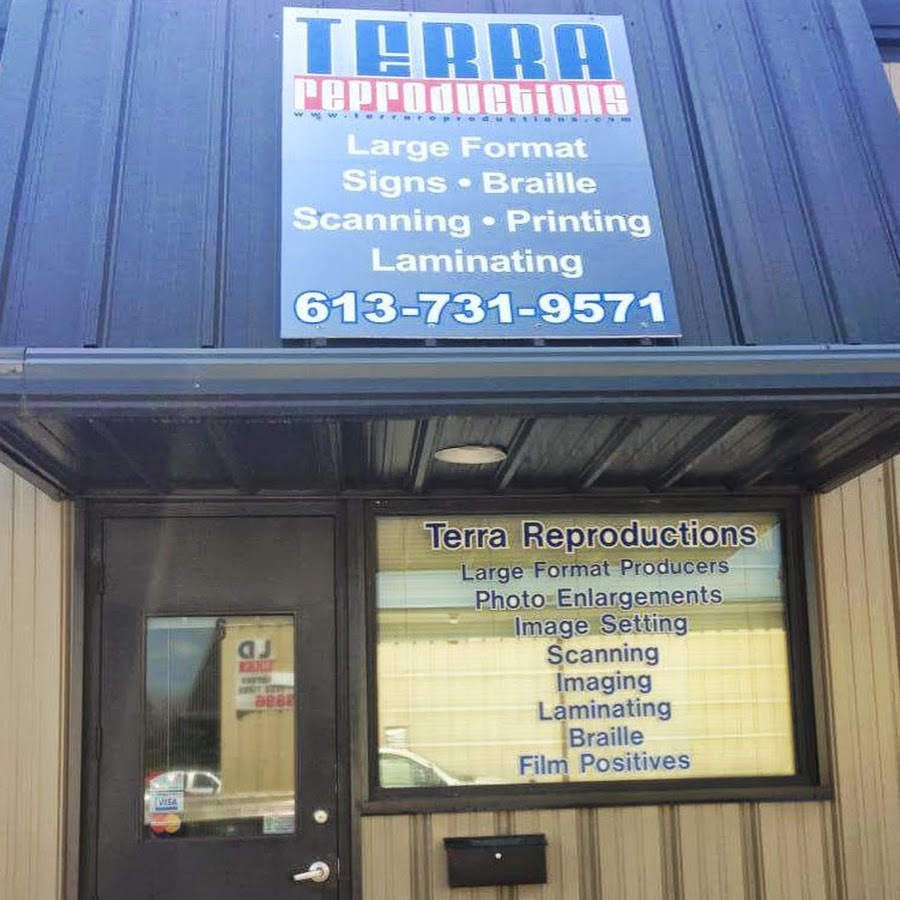 TERRA
reproductions
www.terrareproductions.com
Large Format
Signs • Braille
Scanning • Printing
Laminating
613-731-9571
Terra Reproductions
Large Format Producers
Photo Enlargements
Image Setting
Scanning
Imaging
Laminating
Braille
Film Positives
LD
VISA